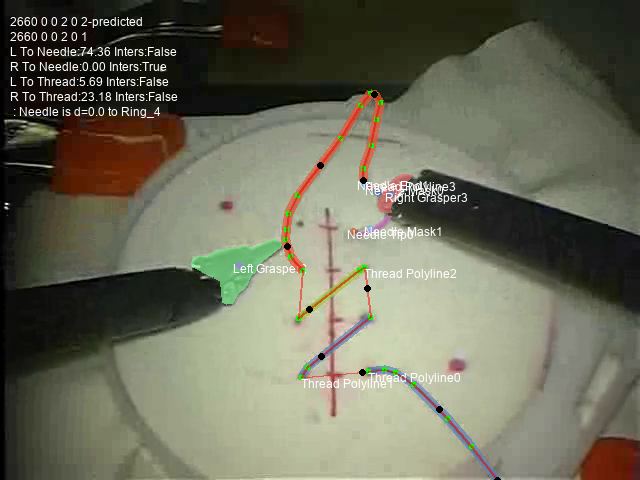 2660 0 0 2 0 2-predicted
2660 0 0 2 0 1
L To Needle:74.36 Inters:False
R To Needle:0.00 Inters:True
L To Thread:5.69 Inters:False
R To Thread:23.18 Inters:False
: Needle is d=0.0 to Ring_4
Right Grasper3
Needle Mask1
Left Grasper
Thread Polyline2
Thread Polyline1
Thread Polyline0